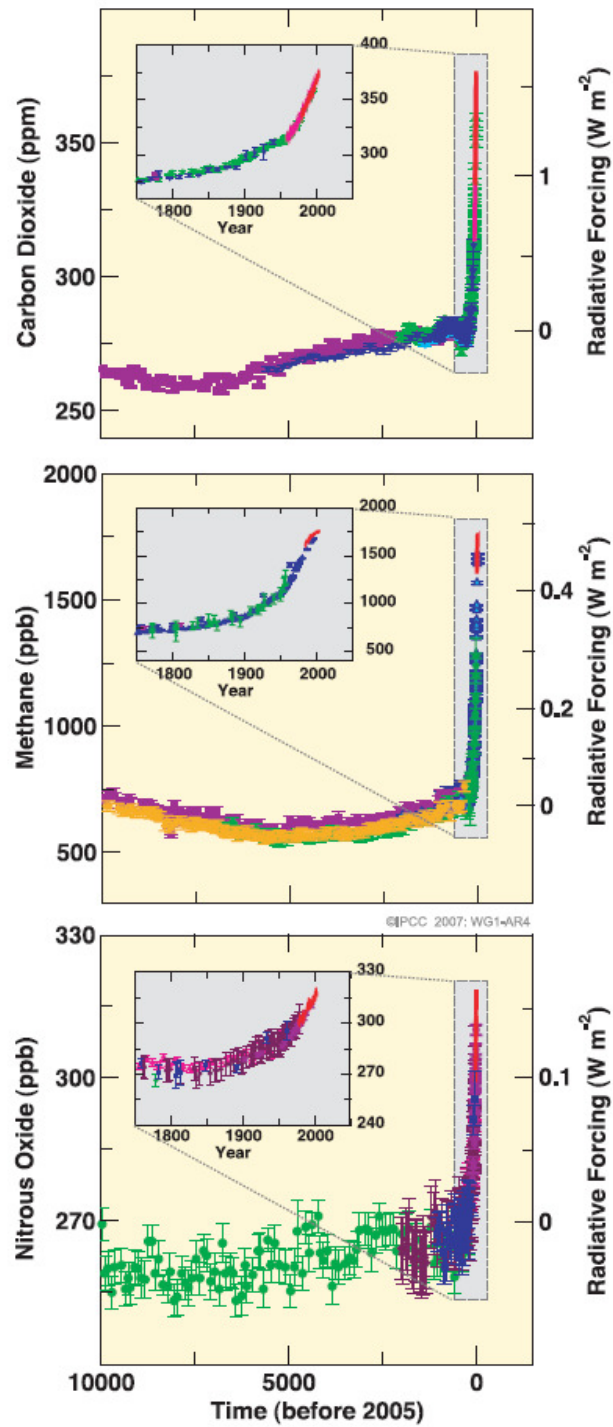 400
350
300
1800 1900 2000
Year
350
300
250
Carbon Dioxide (ppm)
1
0
Radiative Forcing (W m-2)
2000
1500
1000
500
Methane (ppb)
2000
1500
1000
500
1800 1900 2000
Year
0.4
0.2
0
Radiative Forcing (W m-2)
©IPCC 2007: WG1-AR4
330
300
270
Nitrous Oxide (ppb)
330
300
270
240
1800 1900 2000
Year
0.1
0
Radiative Forcing (W m-2)
10000 5000 0
Time (before 2005)